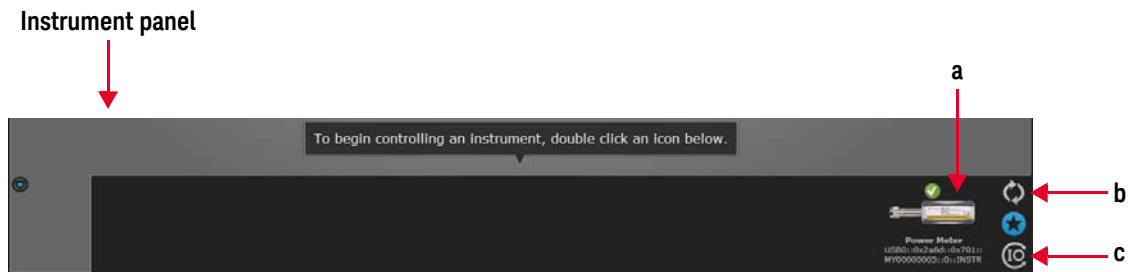 Instrument panel
a
To begin controlling an instrument, double click an icon below.
b
Power Meter
USB0::0x2a8d::0x701::
MY00000005::0::INSTR
IO
c